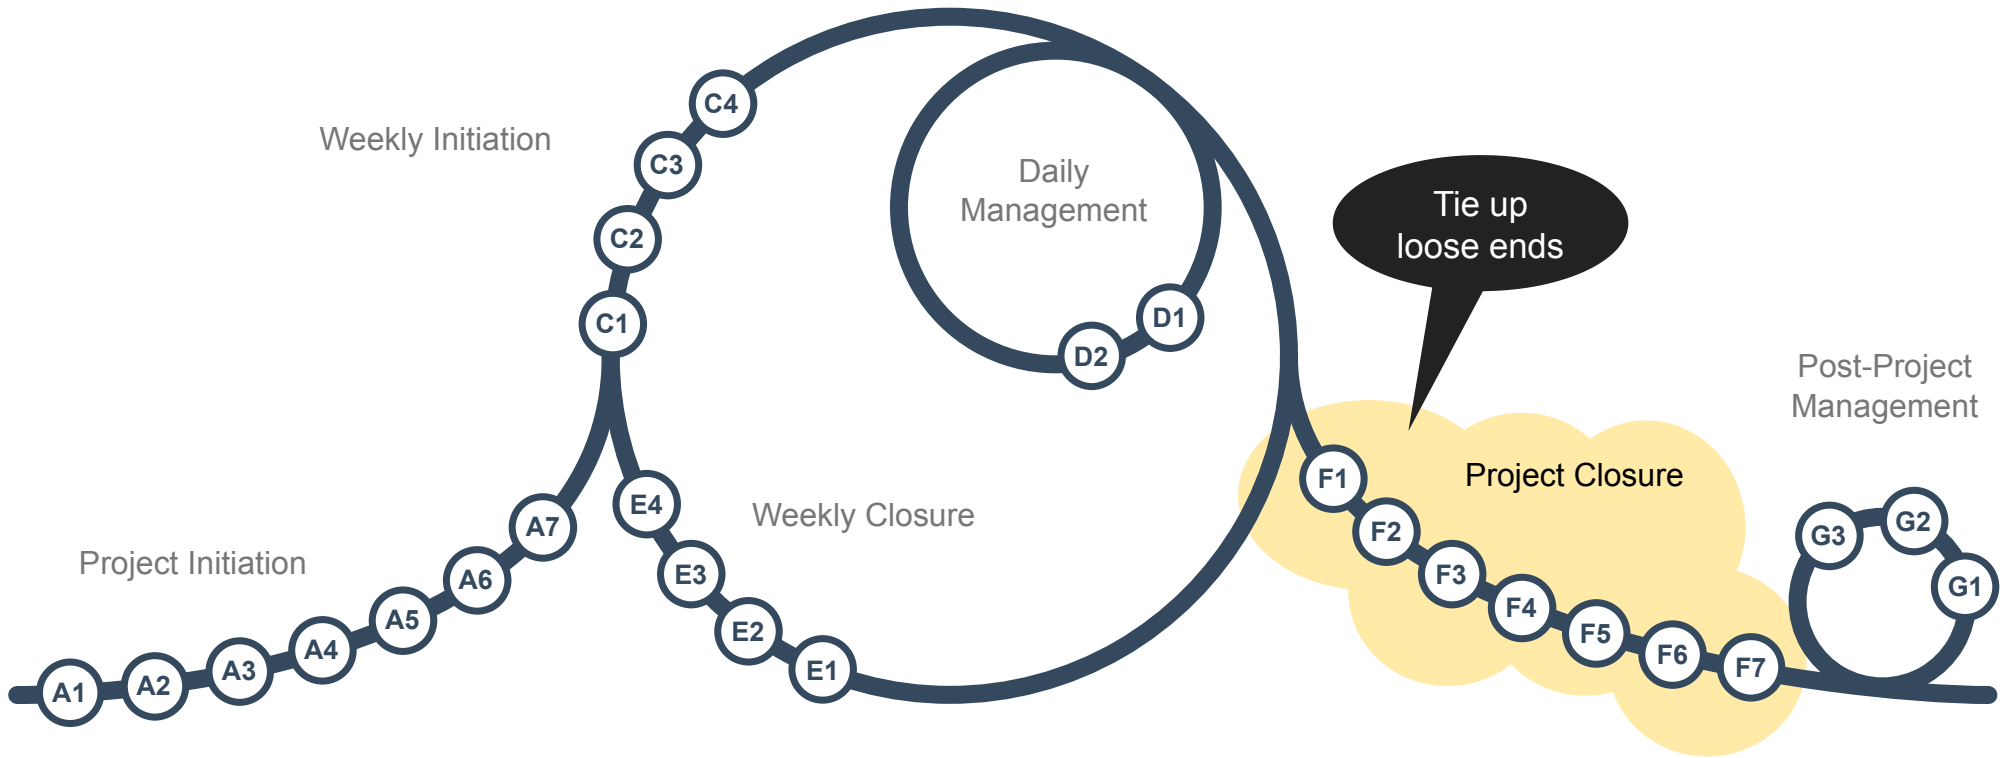 Project Initiation
A1
A2
A3
A4
A5
A6
A7
Weekly Initiation
C1
C2
C3
C4
Daily
Management
D1
D2
Weekly Closure
E1
E2
E3
E4
Tie up
loose ends
Project Closure
F1
F2
F3
F4
F5
F6
F7
Post-Project
Management
G1
G2
G3